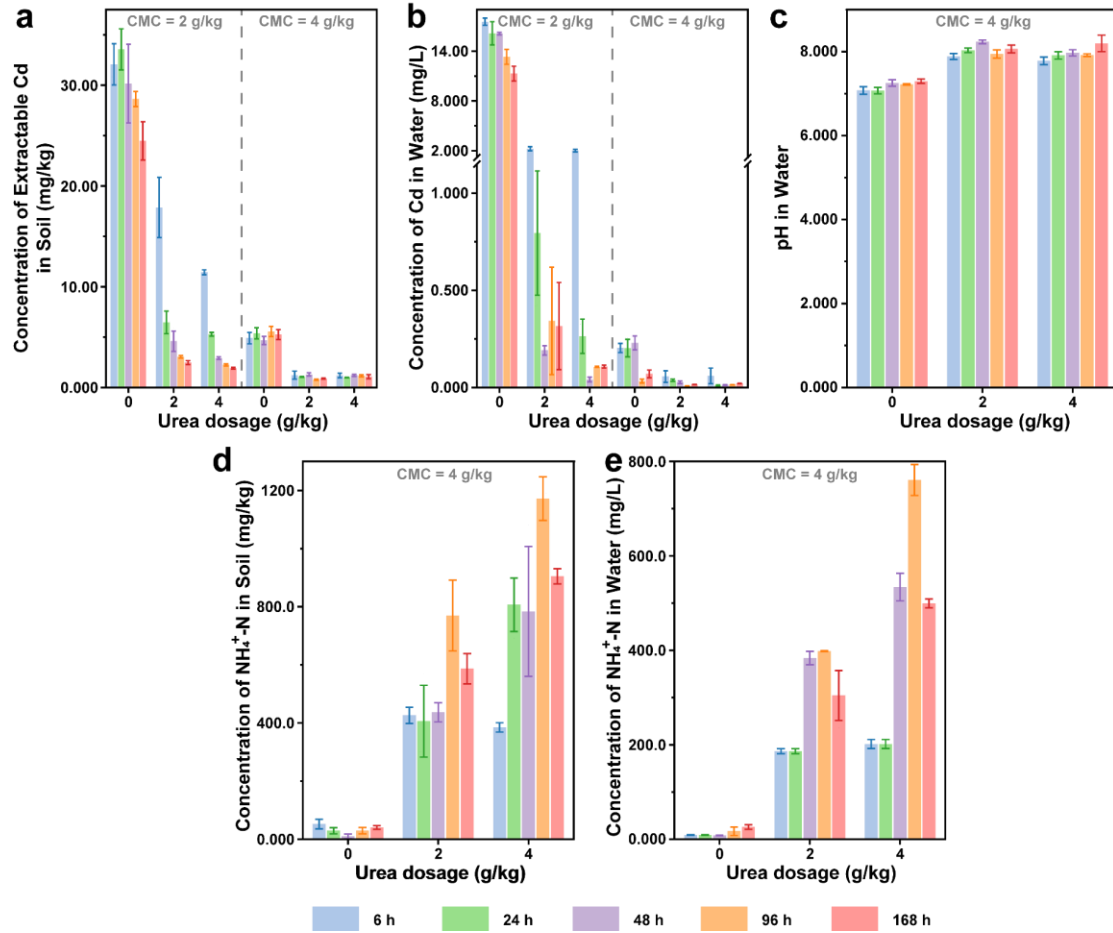 a
CMC = 2 g/kg
CMC = 4 g/kg
Concentration of Extractable Cd
in Soil (mg/kg)
30.00
20.00
10.00
0.000
0
2
4
0
2
4
Urea dosage (g/kg)
b
CMC = 2 g/kg
CMC = 4 g/kg
Concentration of Cd in Water (mg/L)
14.00
8.000
2.000
1.000
0.500
0.000
0
2
4
0
2
4
Urea dosage (g/kg)
c
CMC = 4 g/kg
pH in Water
8.000
6.000
4.000
2.000
0.000
0
2
4
Urea dosage (g/kg)
d
CMC = 4 g/kg
Concentration of NH₄⁺-N in Soil (mg/kg)
1200
800.0
400.0
0.000
0
2
4
Urea dosage (g/kg)
e
CMC = 4 g/kg
Concentration of NH₄⁺-N in Water (mg/L)
800.0
600.0
400.0
200.0
0.000
0
2
4
Urea dosage (g/kg)
6 h
24 h
48 h
96 h
168 h